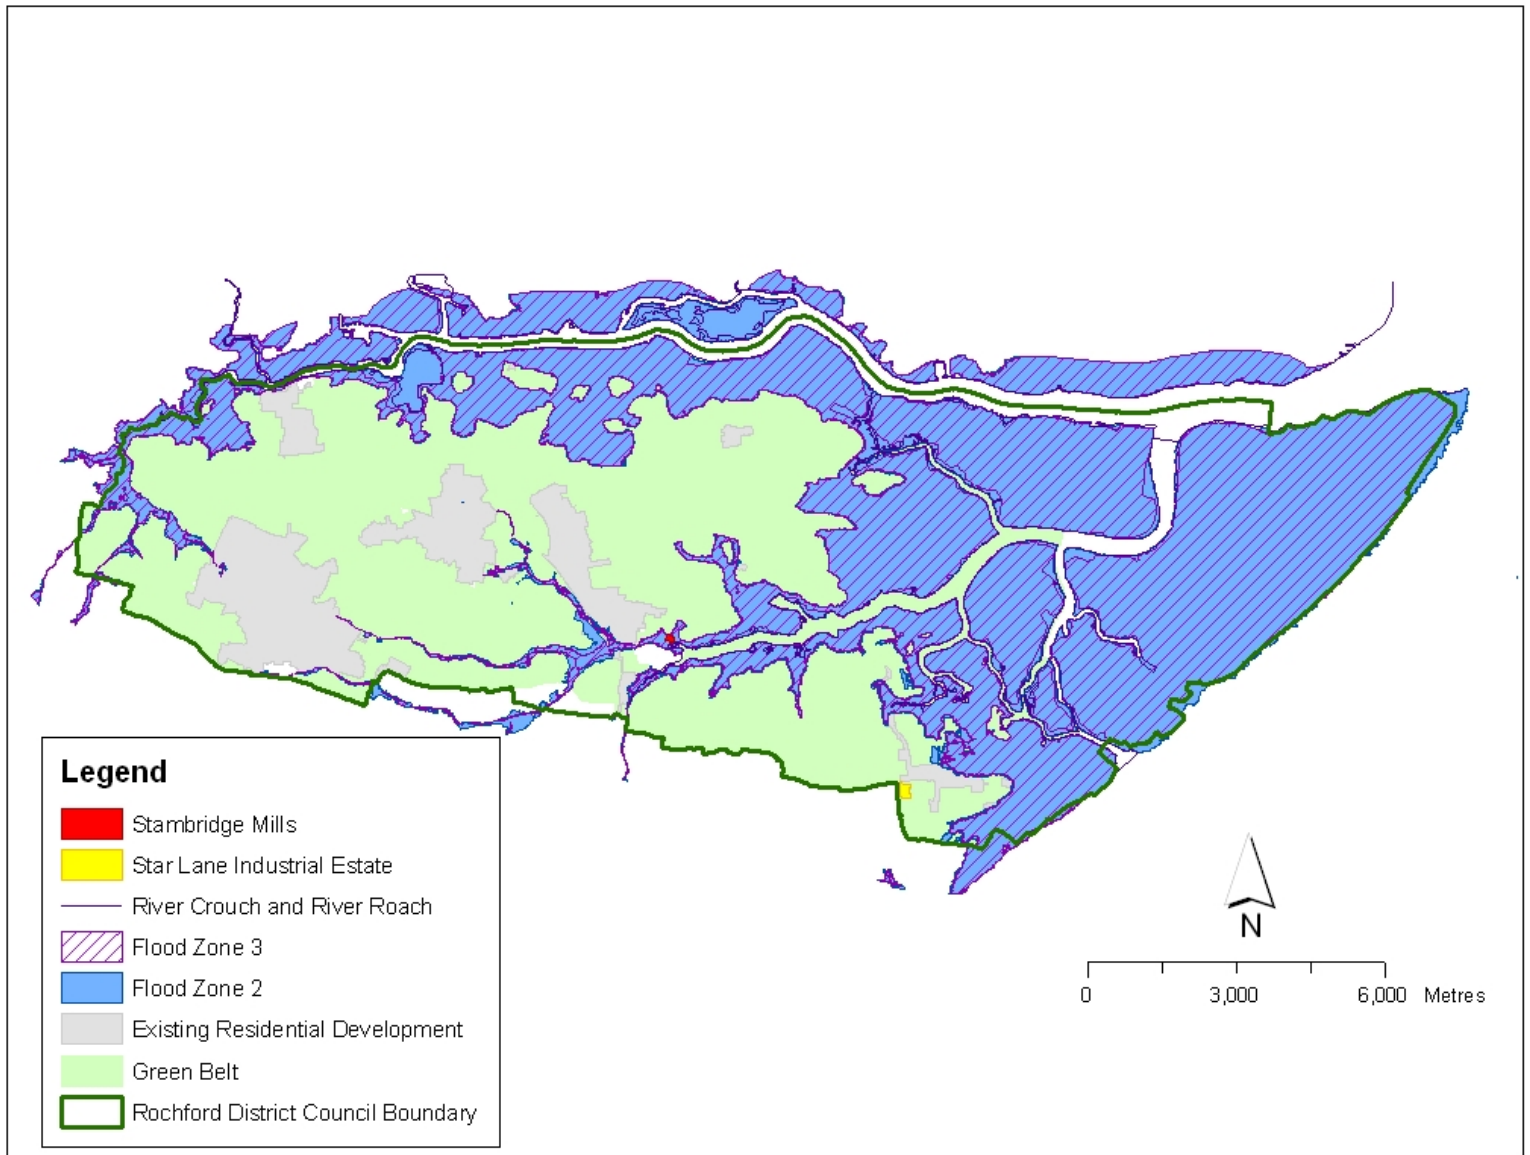 Legend
Stambridge Mills
Star Lane Industrial Estate
River Crouch and River Roach
Flood Zone 3
Flood Zone 2
Existing Residential Development
Green Belt
Rochford District Council Boundary
N
0 3,000 6,000 Metres